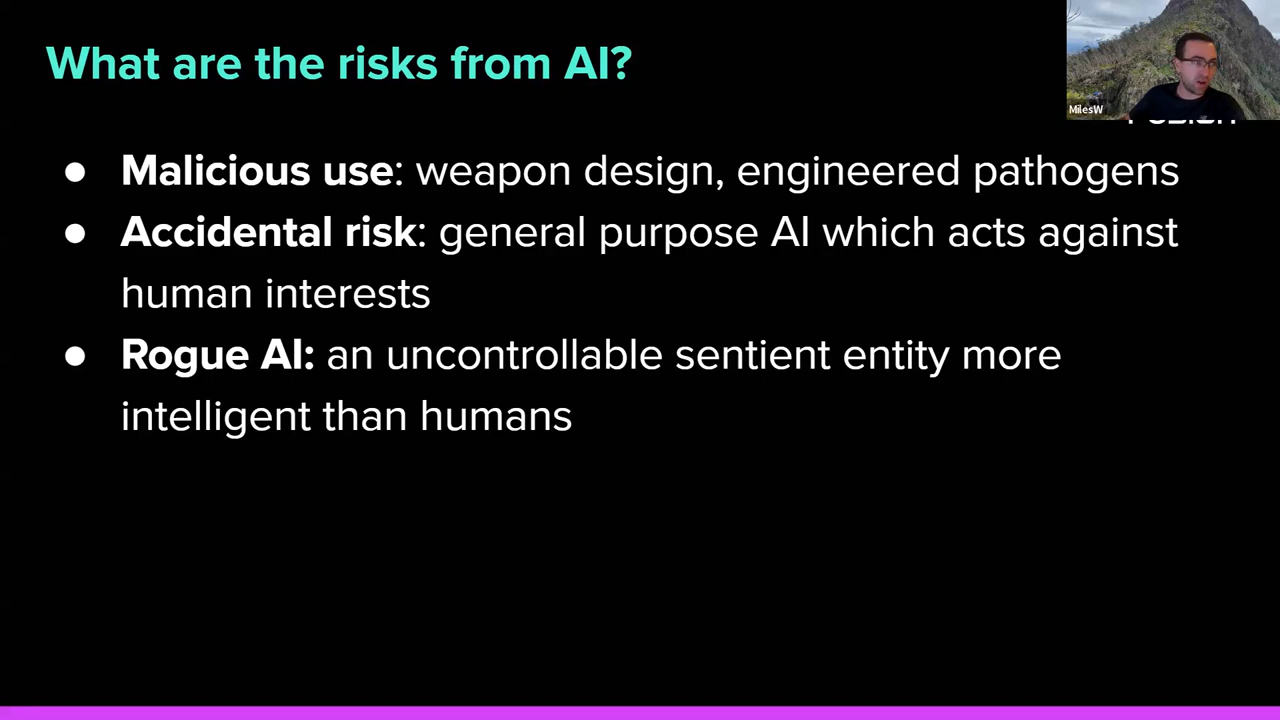 What are the risks from AI?
MilesW
● Malicious use: weapon design, engineered pathogens
● Accidental risk: general purpose AI which acts against
human interests
● Rogue AI: an uncontrollable sentient entity more
intelligent than humans